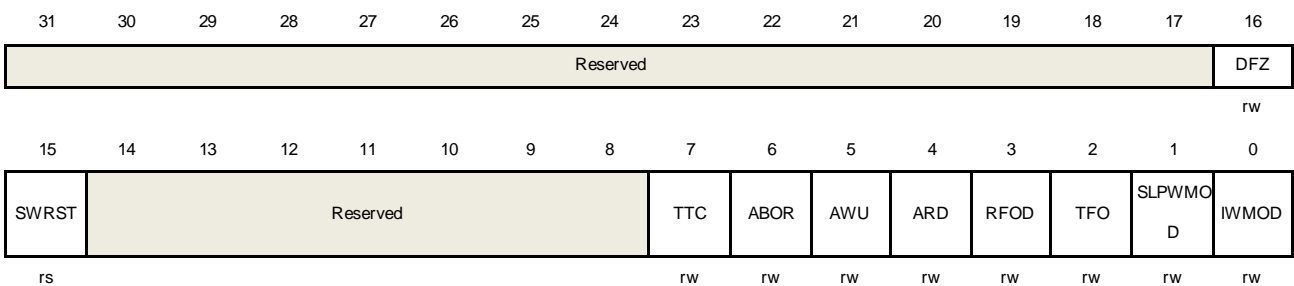 31 30 29 28 27 26 25 24 23 22 21 20 19 18 17 16
Reserved DFZ
rw
15 14 13 12 11 10 9 8 7 6 5 4 3 2 1 0
SWRST Reserved TTC ABOR AWU ARD RFOD TFO SLPWMO IWMOD
D
rs rw rw rw rw rw rw rw rw